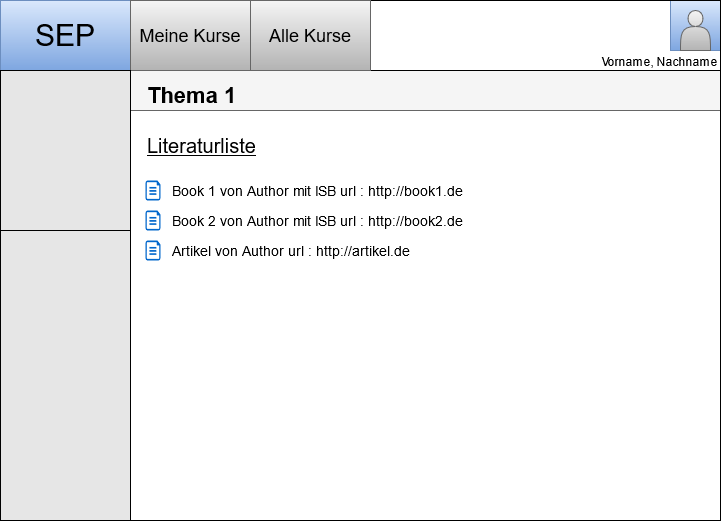 SEP
Meine Kurse
Alle Kurse
Vorname, Nachname
Thema 1
Literaturliste
Book 1 von Author mit ISB url : http://book1.de
Book 2 von Author mit ISB url : http://book2.de
Artikel von Author url : http://artikel.de